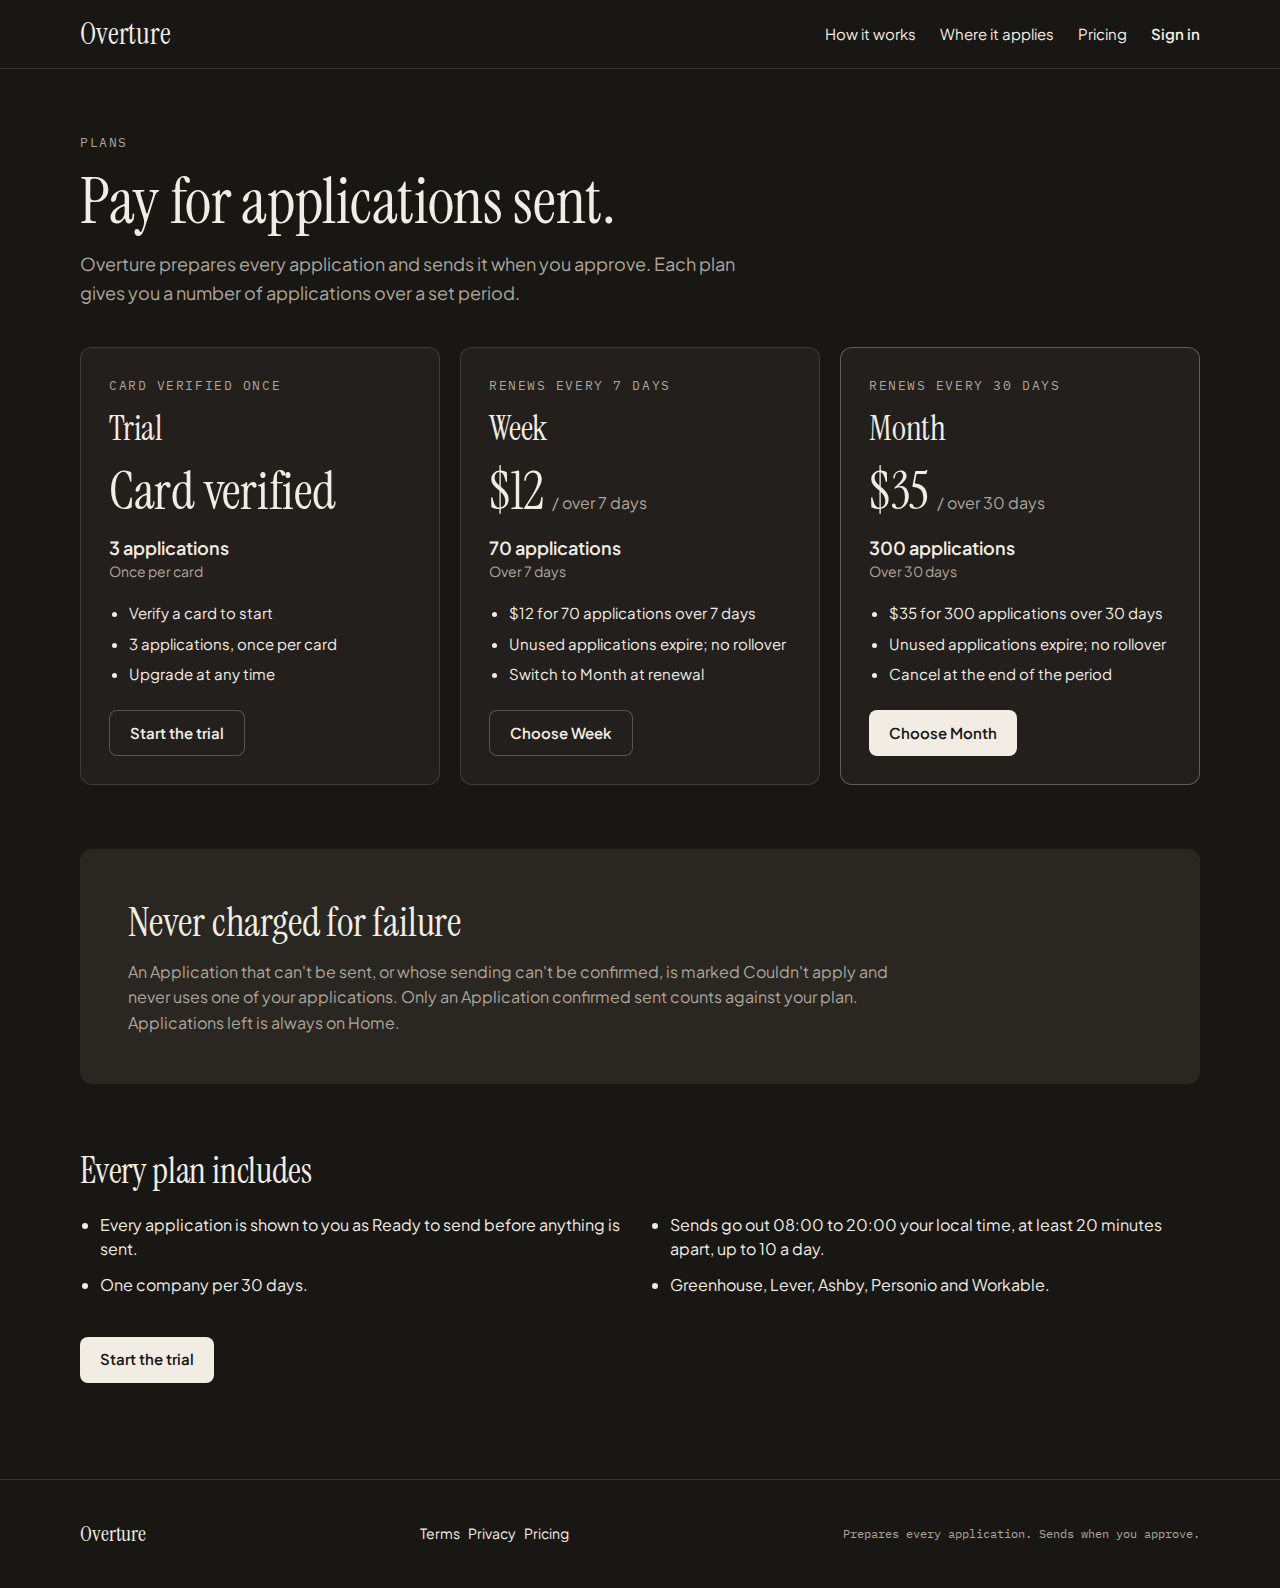 Overture
How it works Where it applies Pricing Sign in
PLANS
Pay for applications sent.
Overture prepares every application and sends it when you approve. Each plan
gives you a number of applications over a set period.
CARD VERIFIED ONCE
Trial
Card verified
3 applications
Once per card
• Verify a card to start
• 3 applications, once per card
• Upgrade at any time
Start the trial
RENEWS EVERY 7 DAYS
Week
$12 / over 7 days
70 applications
Over 7 days
• $12 for 70 applications over 7 days
• Unused applications expire; no rollover
• Switch to Month at renewal
Choose Week
RENEWS EVERY 30 DAYS
Month
$35 / over 30 days
300 applications
Over 30 days
• $35 for 300 applications over 30 days
• Unused applications expire; no rollover
• Cancel at the end of the period
Choose Month
Never charged for failure
An Application that can't be sent, or whose sending can't be confirmed, is marked Couldn't apply and
never uses one of your applications. Only an Application confirmed sent counts against your plan.
Applications left is always on Home.
Every plan includes
• Every application is shown to you as Ready to send before anything is
sent.
• One company per 30 days.
• Sends go out 08:00 to 20:00 your local time, at least 20 minutes
apart, up to 10 a day.
• Greenhouse, Lever, Ashby, Personio and Workable.
Start the trial
Overture
Terms Privacy Pricing
Prepares every application. Sends when you approve.